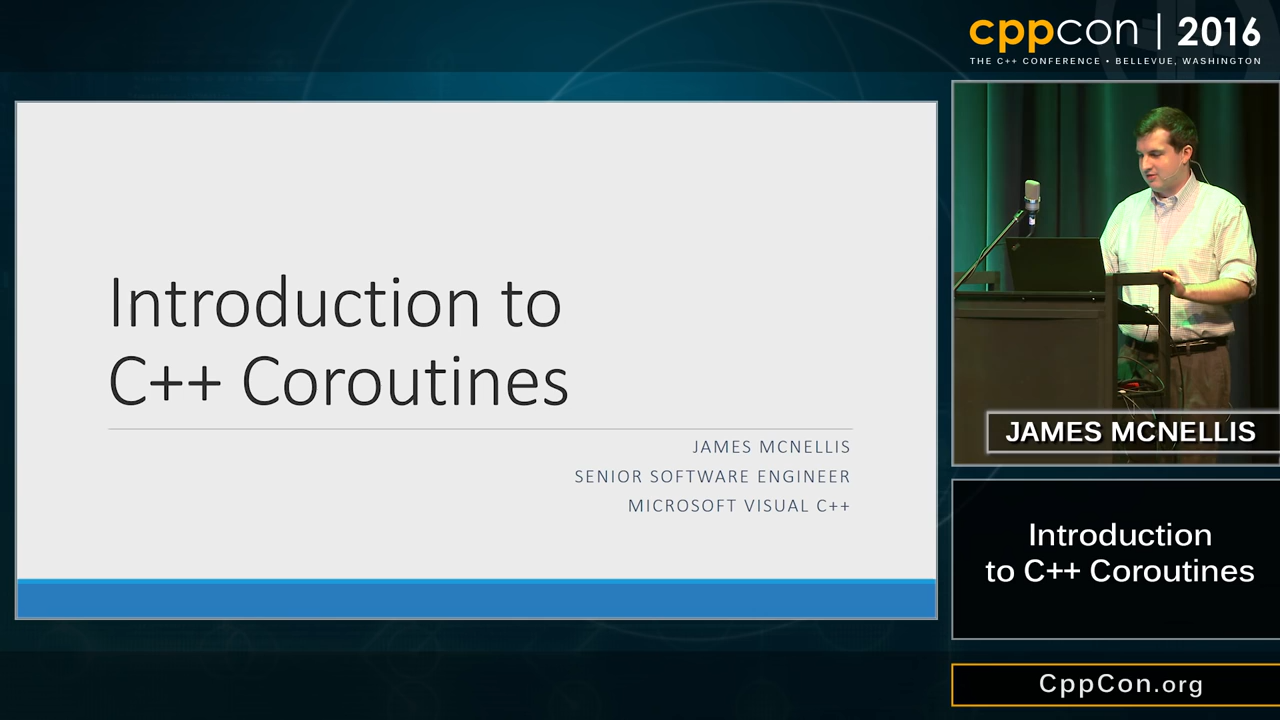 cppcon | 2016
THE C++ CONFERENCE • BELLEVUE, WASHINGTON
Introduction to
C++ Coroutines
JAMES MCNELLIS
SENIOR SOFTWARE ENGINEER
MICROSOFT VISUAL C++
JAMES MCNELLIS
Introduction
to C++ Coroutines
CppCon.org